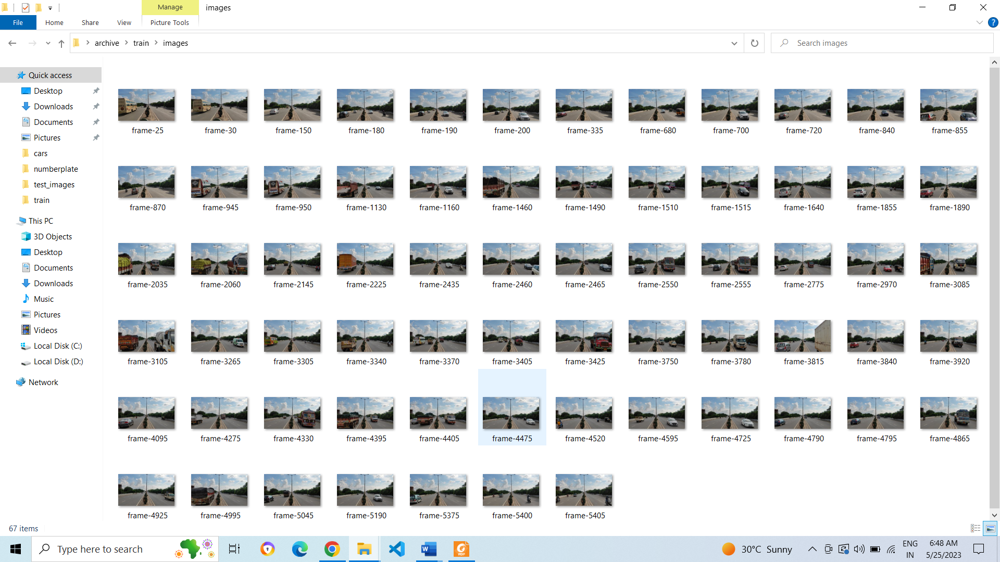 Manage
images
File
Home
Share
View
Picture Tools
archive
train
images
Search images
Quick access
Desktop
Downloads
Documents
Pictures
cars
numberplate
test_images
train
This PC
3D Objects
Desktop
Documents
Downloads
Music
Pictures
Videos
Local Disk (C:)
Local Disk (D:)
Network
frame-25 frame-30 frame-150 frame-180 frame-190 frame-200 frame-335 frame-680 frame-700 frame-720 frame-840 frame-855
frame-870 frame-945 frame-950 frame-1130 frame-1160 frame-1460 frame-1490 frame-1510 frame-1515 frame-1640 frame-1855 frame-1890
frame-2035 frame-2060 frame-2145 frame-2225 frame-2435 frame-2460 frame-2465 frame-2550 frame-2555 frame-2775 frame-2970 frame-3085
frame-3105 frame-3265 frame-3305 frame-3340 frame-3370 frame-3405 frame-3425 frame-3750 frame-3780 frame-3815 frame-3840 frame-3920
frame-4095 frame-4275 frame-4330 frame-4395 frame-4405 frame-4475 frame-4520 frame-4595 frame-4725 frame-4790 frame-4795 frame-4865
frame-4925 frame-4995 frame-5045 frame-5190 frame-5375 frame-5400 frame-5405
67 items
Type here to search
W
PDF
30°C Sunny
ENG
IN
6:48 AM
5/25/2023